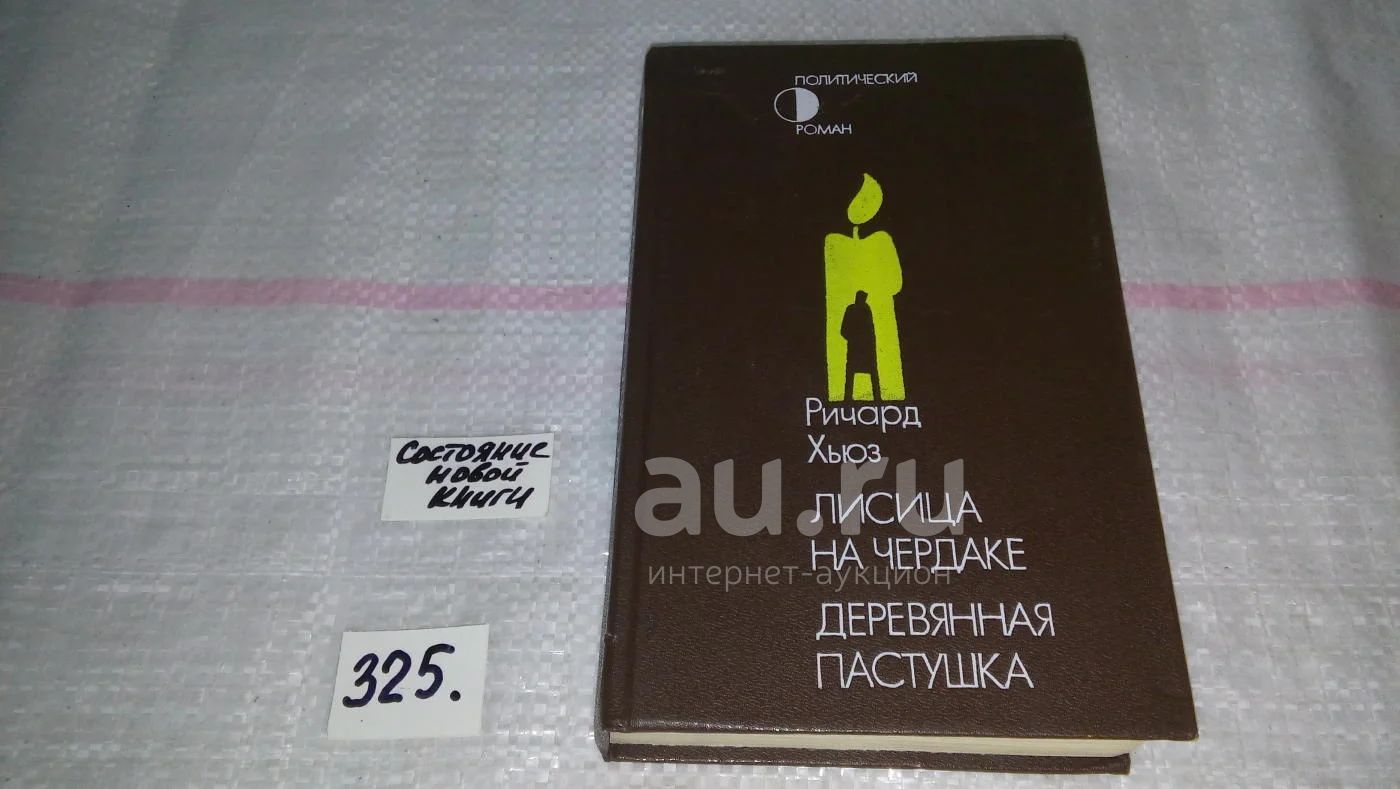 ПОЛИТИЧЕСКИЙ
РОМАН
Ричард
Хьюз
ЛИСИЦА
НА ЧЕРДАКЕ
ДЕРЕВЯННАЯ
ПАСТУШКА
Состояние
новой
книги
325.
au.ru
интернет-аукцион